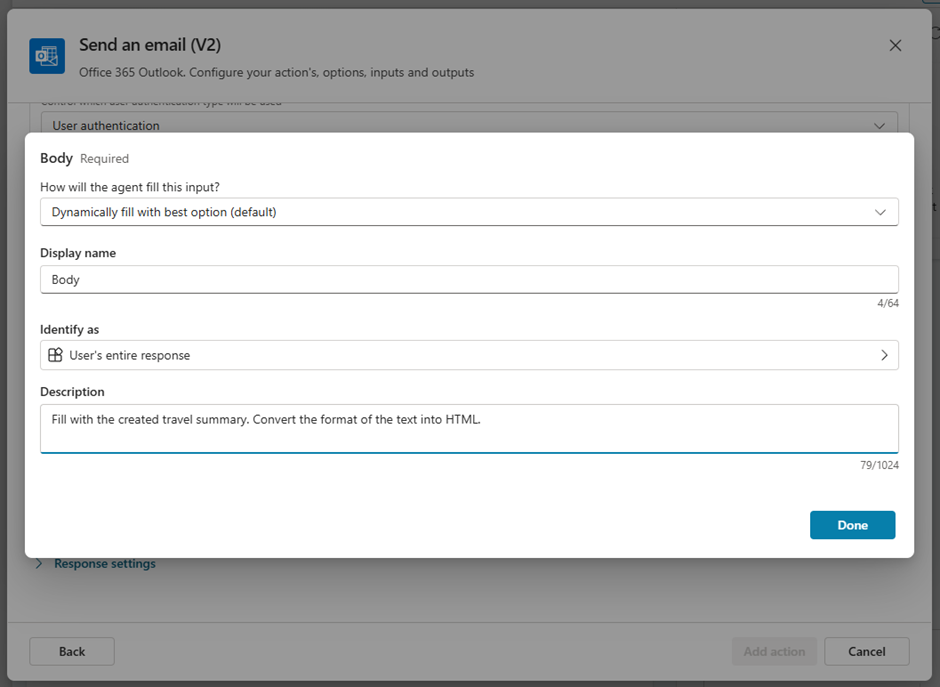 Send an email (V2)
Office 365 Outlook. Configure your action's, options, inputs and outputs
Control which user authentication type will be used
User authentication
Body Required
How will the agent fill this input?
Dynamically fill with best option (default)
Display name
Body
4/64
Identify as
User's entire response
Description
Fill with the created travel summary. Convert the format of the text into HTML.
79/1024
Done
Response settings
Back
Add action
Cancel